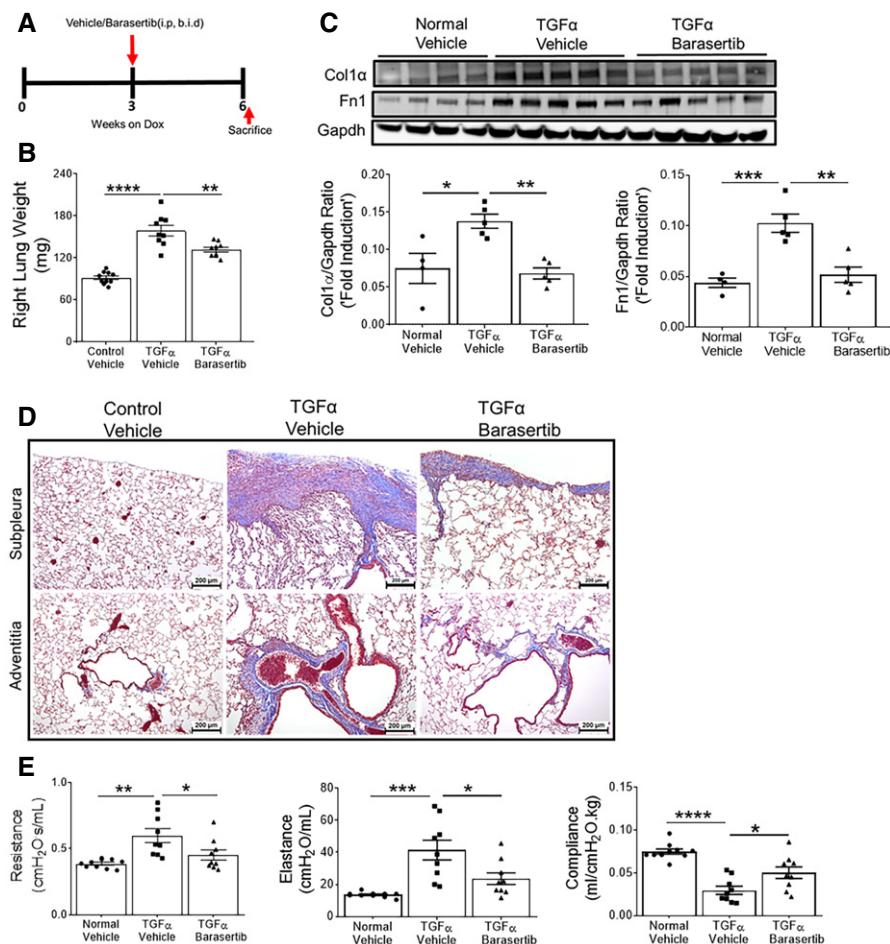 A
Vehicle/Barasertib(i.p, b.i.d)
0
3
6
Weeks on Dox
Sacrifice
B
Right Lung Weight
(mg)
240
180
120
60
0
****
**
Control
Vehicle
TGFα
Vehicle
TGFα
Barasertib
C
Normal
Vehicle
TGFα
Vehicle
TGFα
Barasertib
Col1α
Fn1
Gapdh
Col1α/Gapdh Ratio
('Fold Induction')
0.20
0.15
0.10
0.05
0.00
*
**
Normal
Vehicle
TGFα
Vehicle
TGFα
Barasertib
Fn1/Gapdh Ratio
('Fold Induction')
0.20
0.15
0.10
0.05
0.00
***
**
Normal
Vehicle
TGFα
Vehicle
TGFα
Barasertib
D
Control
Vehicle
TGFα
Vehicle
TGFα
Barasertib
Subpleura
200 µm
200 µm
200 µm
Adventitia
200 µm
200 µm
200 µm
E
Resistance
(cmH2O s/mL)
1.0
0.5
0.0
**
*
Normal
Vehicle
TGFα
Vehicle
TGFα
Barasertib
Elastance
(cmH2O/mL)
80
60
40
20
0
***
*
Normal
Vehicle
TGFα
Vehicle
TGFα
Barasertib
Compliance
(ml/cmH2O.kg)
0.15
0.10
0.05
0.00
****
*
Normal
Vehicle
TGFα
Vehicle
TGFα
Barasertib